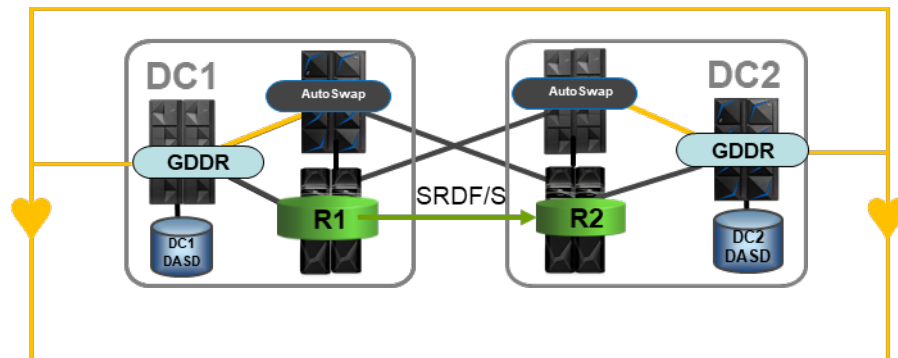 DC1
DC2
AutoSwap
AutoSwap
GDDR
GDDR
SRDF/S
R1
R2
DC1
DASD
DC2
DASD